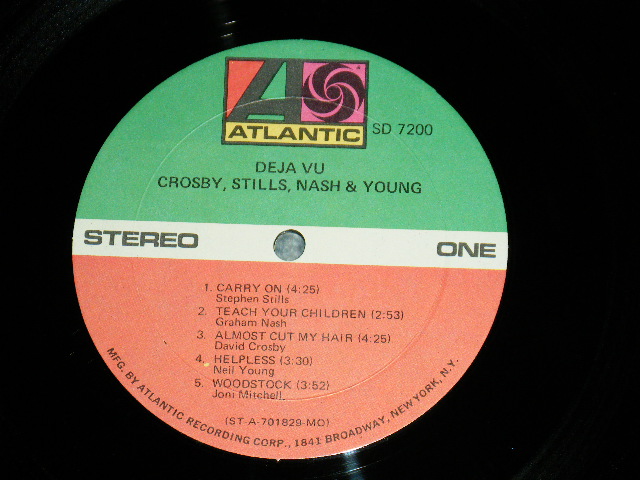 ATLANTIC
SD 7200
DEJA VU
CROSBY, STILLS, NASH & YOUNG
STEREO
ONE
1. CARRY ON (4:25)
Stephen Stills
2. TEACH YOUR CHILDREN (2:53)
Graham Nash
3. ALMOST CUT MY HAIR (4:25)
David Crosby
4. HELPLESS (3:30)
Neil Young
5. WOODSTOCK (3:52)
Joni Mitchell
(ST-A-701829-MO)
MFG. BY ATLANTIC RECORDING CORP., 1841 BROADWAY, NEW YORK, N.Y.